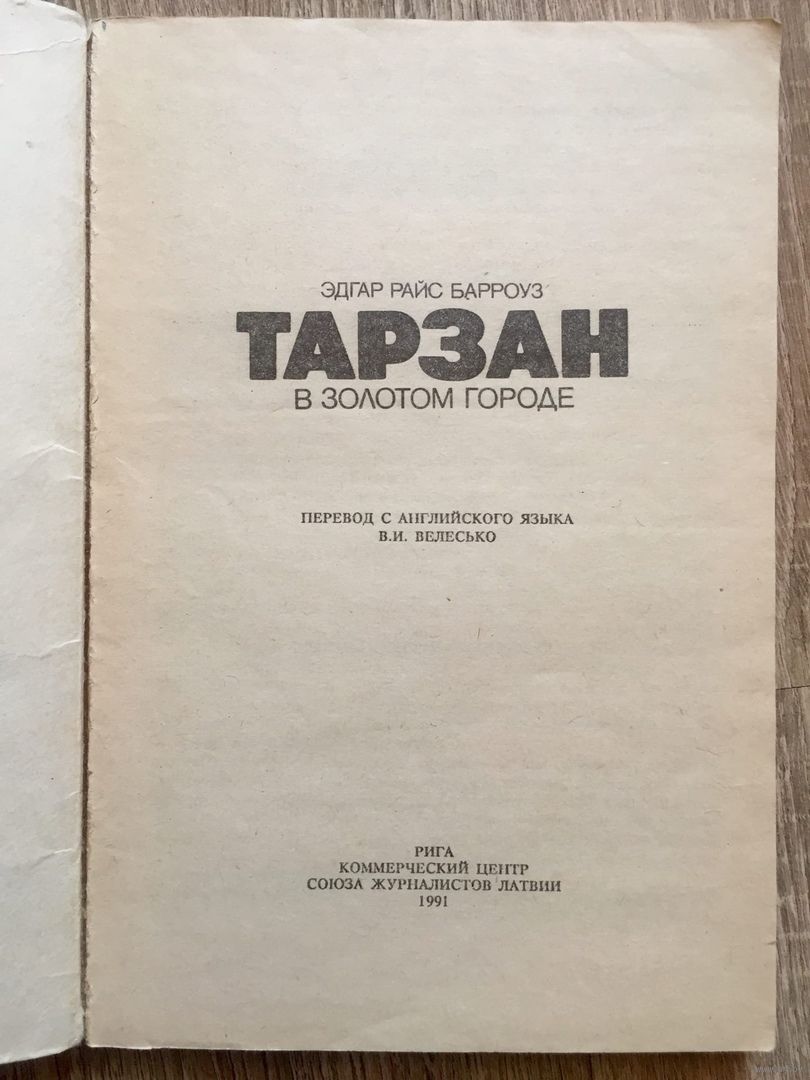 ЭДГАР РАЙС БАРРОУЗ
ТАРЗАН
В ЗОЛОТОМ ГОРОДЕ
ПЕРЕВОД С АНГЛИЙСКОГО ЯЗЫКА
В.И. ВЕЛЕСЬКО
РИГА
КОММЕРЧЕСКИЙ ЦЕНТР
СОЮЗА ЖУРНАЛИСТОВ ЛАТВИИ
1991